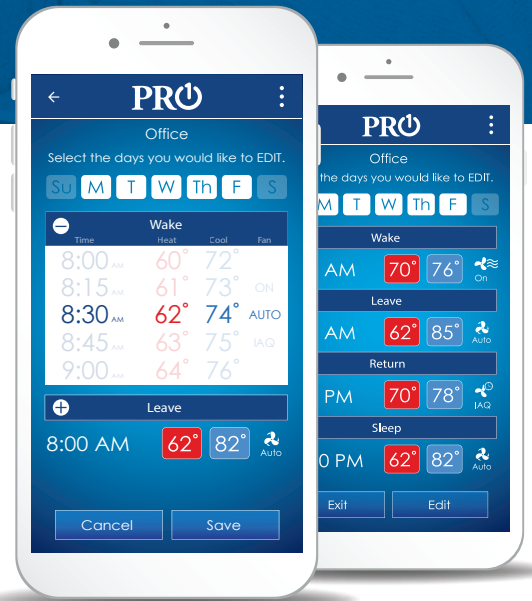 PRO1
Office
Select the days you would like to EDIT.
Su M T W Th F S
Wake
Time Heat Cool Fan
8:00 AM 60° 72°
8:15 AM 61° 73° ON
8:30 AM 62° 74° AUTO
8:45 AM 63° 75° IAQ
9:00 AM 64° 76°
Leave
8:00 AM 62° 82° Auto
Cancel Save
PRO1
Office
the days you would like to EDIT.
M T W Th F S
Wake
AM 70° 76° On
Leave
AM 62° 85° Auto
Return
PM 70° 78° IAQ
Sleep
0 PM 62° 82° Auto
Exit Edit